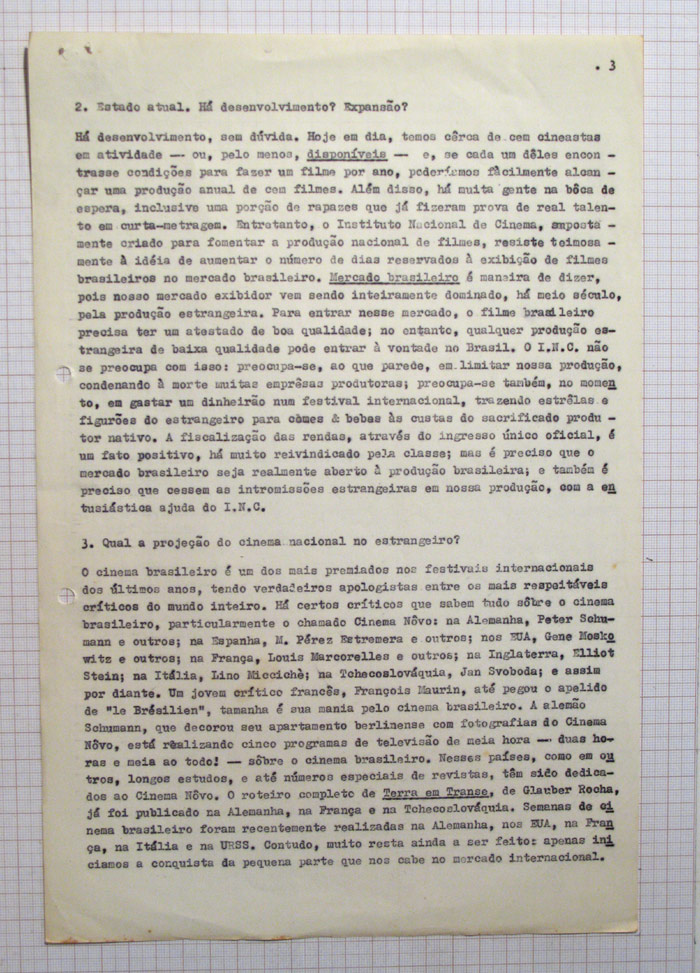 . 3
2. Estado atual. Há desenvolvimento? Expansão?
Há desenvolvimento, sem dúvida. Hoje em dia, temos cêrca de cem cineastas
em atividade -- ou, pelo menos, disponíveis -- e, se cada um dêles encon -
trasse condições para fazer um filme por ano, poderíamos fàcilmente alcan -
çar uma produção anual de cem filmes. Além disso, há muita gente na bôca de
espera, inclusive uma porção de rapazes que já fizeram prova de real talen-
to em curta-metragem. Entretanto, o Instituto Nacional de Cinema, suposta -
mente criado para fomentar a produção nacional de filmes, resiste teimosa -
mente à idéia de aumentar o número de dias reservados à exibição de filmes
brasileiros no mercado brasileiro. Mercado brasileiro é maneira de dizer,
pois nosso mercado exibidor vem sendo inteiramente dominado, há meio século,
pela produção estrangeira. Para entrar nesse mercado, o filme brasileiro
precisa ter um atestado de boa qualidade; no entanto, qualquer produção es-
trangeira de baixa qualidade pode entrar à vontade no Brasil. O I.N.C. não
se preocupa com isso: preocupa-se, ao que parede, em limitar nossa produção,
condenando à morte muitas emprêsas produtoras; preocupa-se também, no momen
to, em gastar um dinheirão num festival internacional, trazendo estrêlas e
figurões do estrangeiro para comes & bebes às custas do sacrificado produ -
tor nativo. A fiscalização das rendas, através do ingresso único oficial, é
um fato positivo, há muito reivindicado pela classe; mas é preciso que o
mercado brasileiro seja realmente aberto à produção brasileira; e também é
preciso que cessem as intromissões estrangeiras em nossa produção, com a en
tusiástica ajuda do I.N.C.
3. Qual a projeção do cinema nacional no estrangeiro?
O cinema brasileiro é um dos mais premiados nos festivais internacionais
dos últimos anos, tendo verdadeiros apologistas entre os mais respeitáveis
críticos do mundo inteiro. Há certos críticos que sabem tudo sôbre o cinema
brasileiro, particularmente o chamado Cinema Nôvo: na Alemanha, Peter Schu-
mann e outros; na Espanha, M. Pérez Estremera e outros; nos EUA, Gene Mosko
witz e outros; na França, Louis Marcorelles e outros; na Inglaterra, Elliot
Stein; na Itália, Lino Miccichè; na Tchecoslováquia, Jan Svoboda; e assim
por diante. Um jovem crítico francês, François Maurin, até pegou o apelido
de "le Brésilien", tamanha é sua mania pelo cinema brasileiro. A alemão
Schumann, que decorou seu apartamento berlinense com fotografias do Cinema
Nôvo, está realizando cinco programas de televisão de meia hora -- duas ho-
ras e meia ao todo! -- sôbre o cinema brasileiro. Nesses países, como em ou
tros, longos estudos, e até números especiais de revistas, têm sido dedica-
dos ao Cinema Nôvo. O roteiro completo de Terra em Transe, de Glauber Rocha,
já foi publicado na Alemanha, na França e na Tchecoslováquia. Semanas de ci
nema brasileiro foram recentemente realizadas na Alemanha, nos EUA, na Fran
ça, na Itália e na URSS. Contudo, muito resta ainda a ser feito: apenas ini
ciamos a conquista da pequena parte que nos cabe no mercado internacional.